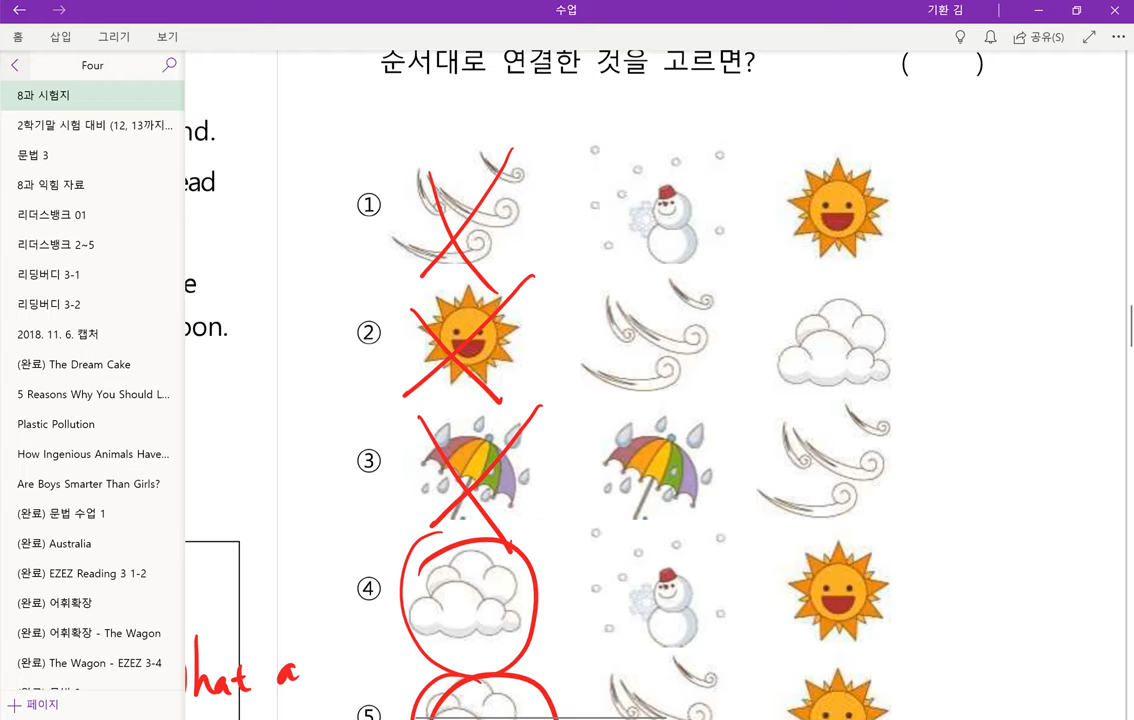 수업
기환 김
홈 삽입 그리기 보기
공유(S)
Four
8과 시험지
2학기말 시험 대비 (12, 13까지...
문법 3
8과 익힘 자료
리더스뱅크 01
리더스뱅크 2~5
리딩버디 3-1
리딩버디 3-2
2018. 11. 6. 캡처
(완료) The Dream Cake
5 Reasons Why You Should L...
Plastic Pollution
How Ingenious Animals Have...
Are Boys Smarter Than Girls?
(완료) 문법 수업 1
(완료) Australia
(완료) EZEZ Reading 3 1-2
(완료) 어휘확장
(완료) 어휘확장 - The Wagon
(완료) The Wagon - EZEZ 3-4
페이지
nd.
ead
e
oon.
hat a
순서대로 연결한 것을 고르면? ( )
①
②
③
④
⑤